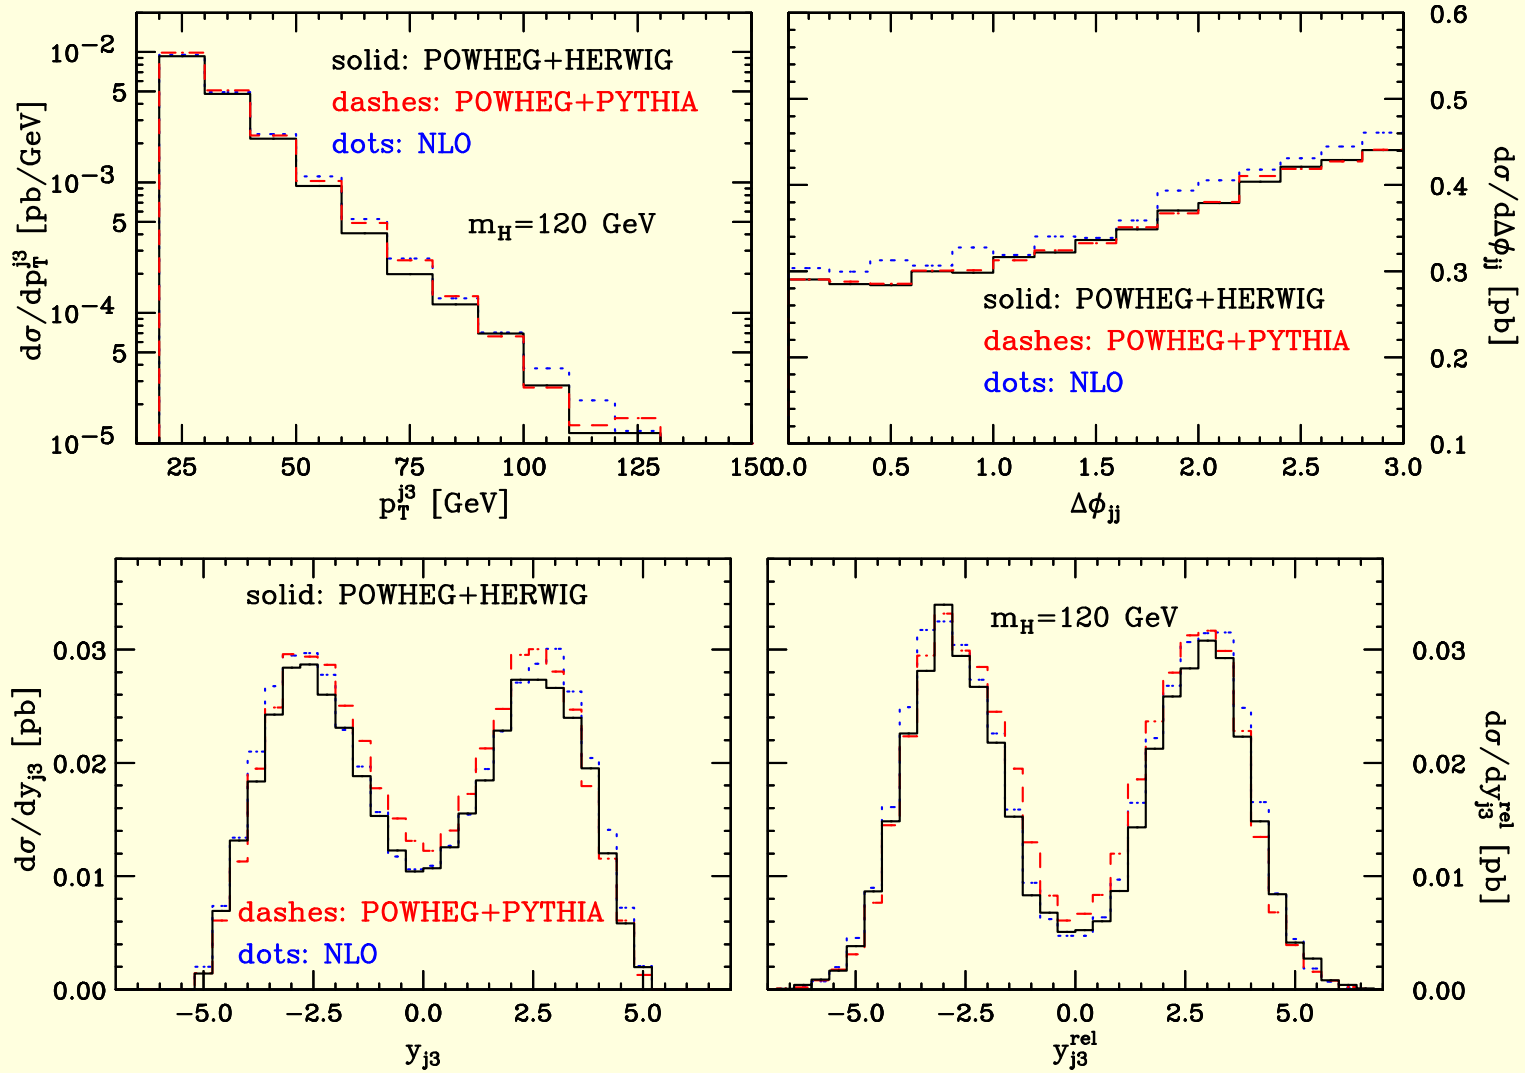 10−2
5
10−3
5
10−4
5
10−5
dσ/dp_T^j3 [pb/GeV]
solid: POWHEG+HERWIG
dashes: POWHEG+PYTHIA
dots: NLO
m_H=120 GeV
25 50 75 100 125 150
p_T^j3 [GeV]
0.6
0.5
0.4
0.3
0.2
0.1
dσ/dΔϕ_jj [pb]
solid: POWHEG+HERWIG
dashes: POWHEG+PYTHIA
dots: NLO
0.0 0.5 1.0 1.5 2.0 2.5 3.0
Δϕ_jj
0.03
0.02
0.01
0.00
dσ/dy_j3 [pb]
solid: POWHEG+HERWIG
dashes: POWHEG+PYTHIA
dots: NLO
−5.0 −2.5 0.0 2.5 5.0
y_j3
m_H=120 GeV
0.03
0.02
0.01
0.00
dσ/dy_j3^rel [pb]
−5.0 −2.5 0.0 2.5 5.0
y_j3^rel